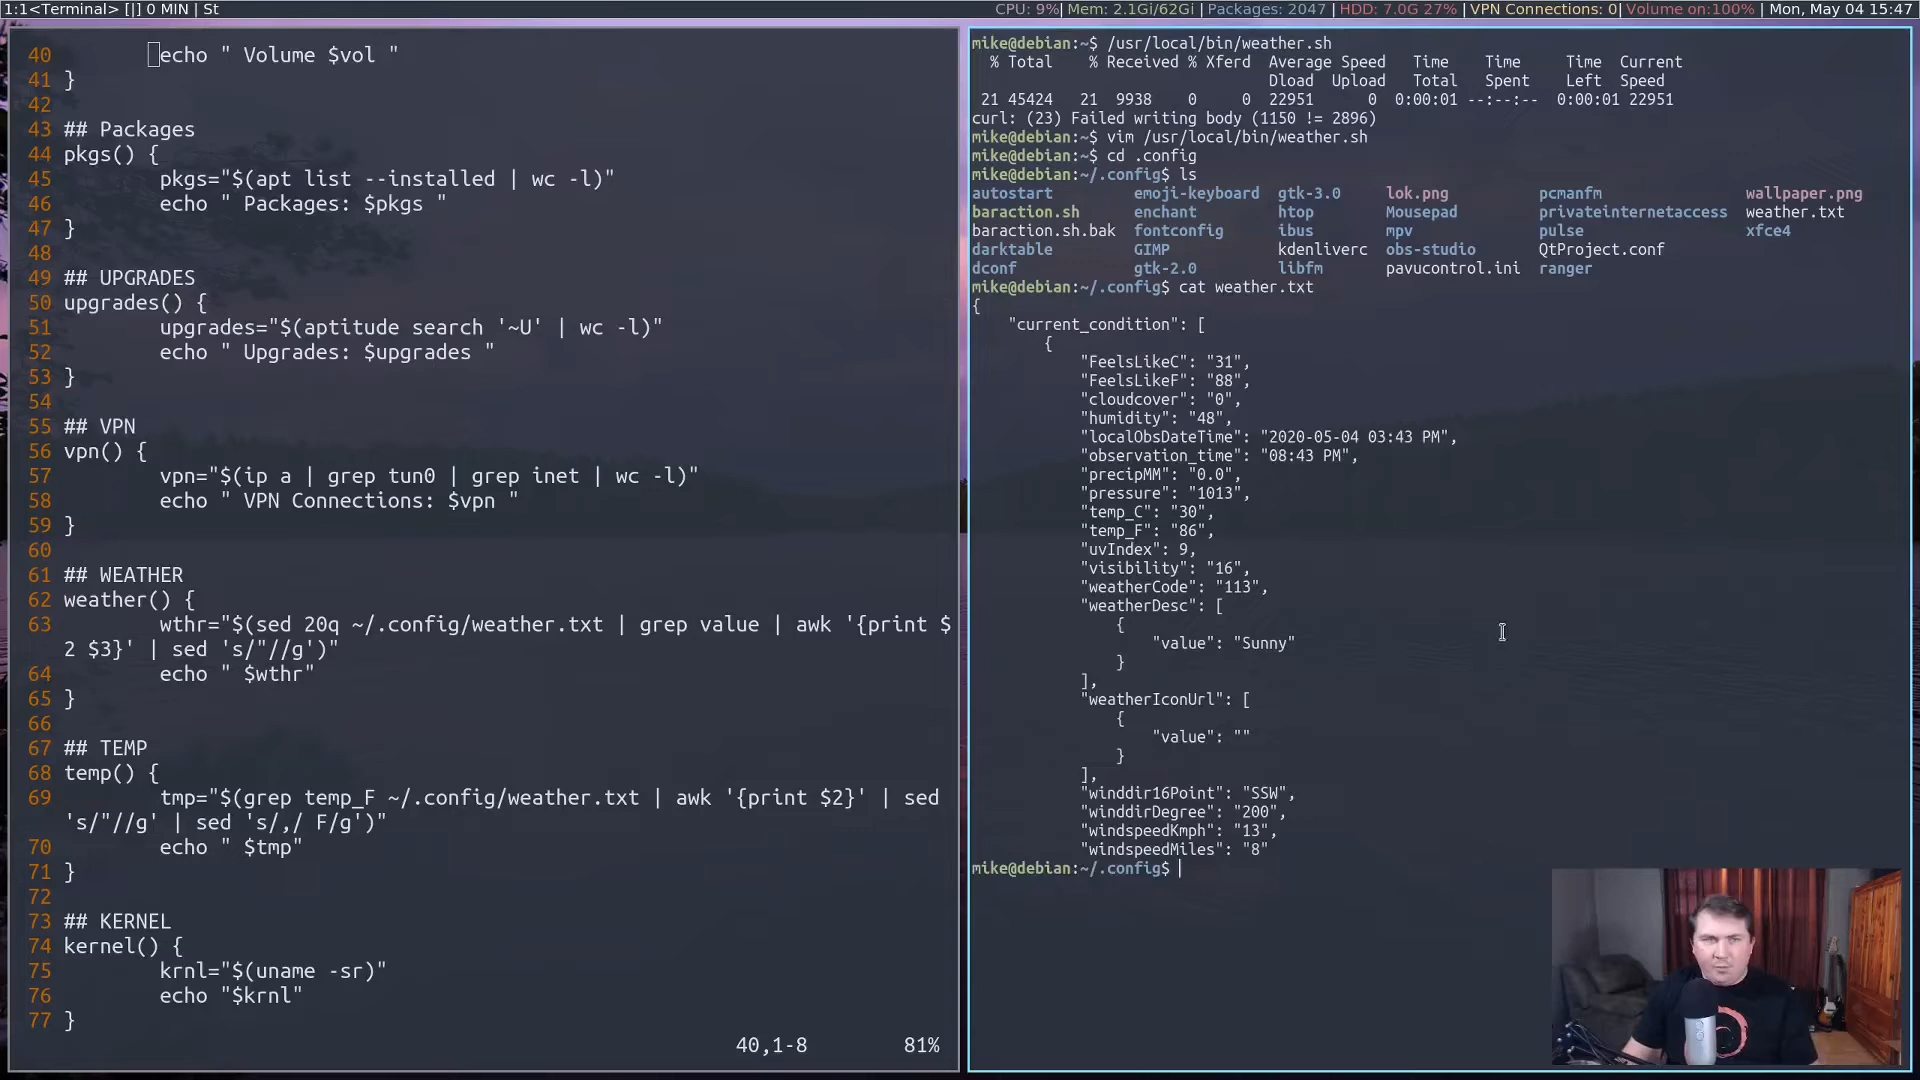 1:1<Terminal> [|] 0 MIN | St
CPU: 9%| Mem: 2.1Gi/62Gi | Packages: 2047 | HDD: 7.0G 27% | VPN Connections: 0| Volume on:100% | Mon, May 04 15:47
40         echo " Volume $vol "
41 }
42
43 ## Packages
44 pkgs() {
45         pkgs="$(apt list --installed | wc -l)"
46         echo " Packages: $pkgs "
47 }
48
49 ## UPGRADES
50 upgrades() {
51         upgrades="$(aptitude search '~U' | wc -l)"
52         echo " Upgrades: $upgrades "
53 }
54
55 ## VPN
56 vpn() {
57         vpn="$(ip a | grep tun0 | grep inet | wc -l)"
58         echo " VPN Connections: $vpn "
59 }
60
61 ## WEATHER
62 weather() {
63         wthr="$(sed 20q ~/.config/weather.txt | grep value | awk '{print $
2 $3}' | sed 's/"//g')"
64         echo " $wthr"
65 }
66
67 ## TEMP
68 temp() {
69         tmp="$(grep temp_F ~/.config/weather.txt | awk '{print $2}' | sed
's/"//g' | sed 's/,/ F/g')"
70         echo " $tmp"
71 }
72
73 ## KERNEL
74 kernel() {
75         krnl="$(uname -sr)"
76         echo "$krnl"
77 }
40,1-8          81%
mike@debian:~$ /usr/local/bin/weather.sh
  % Total    % Received % Xferd  Average Speed   Time    Time     Time  Current
                                 Dload  Upload   Total   Spent    Left  Speed
 21 45424   21  9938    0     0  22951      0  0:00:01 --:--:--  0:00:01 22951
curl: (23) Failed writing body (1150 != 2896)
mike@debian:~$ vim /usr/local/bin/weather.sh
mike@debian:~$ cd .config
mike@debian:~/.config$ ls
autostart         emoji-keyboard  gtk-3.0     lok.png          pcmanfm                wallpaper.png
baraction.sh      enchant         htop        Mousepad         privateinternetaccess  weather.txt
baraction.sh.bak  fontconfig      ibus        mpv              pulse                  xfce4
darktable         GIMP            kdenliverc  obs-studio       QtProject.conf
dconf             gtk-2.0         libfm       pavucontrol.ini  ranger
mike@debian:~/.config$ cat weather.txt
{
    "current_condition": [
        {
            "FeelsLikeC": "31",
            "FeelsLikeF": "88",
            "cloudcover": "0",
            "humidity": "48",
            "localObsDateTime": "2020-05-04 03:43 PM",
            "observation_time": "08:43 PM",
            "precipMM": "0.0",
            "pressure": "1013",
            "temp_C": "30",
            "temp_F": "86",
            "uvIndex": 9,
            "visibility": "16",
            "weatherCode": "113",
            "weatherDesc": [
                {
                    "value": "Sunny"
                }
            ],
            "weatherIconUrl": [
                {
                    "value": ""
                }
            ],
            "winddir16Point": "SSW",
            "winddirDegree": "200",
            "windspeedKmph": "13",
            "windspeedMiles": "8"
mike@debian:~/.config$